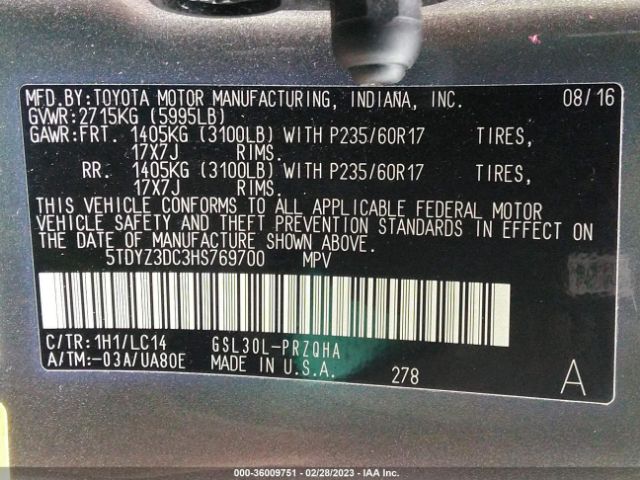 MFD.BY:TOYOTA MOTOR MANUFACTURING, INDIANA, INC. 08/16
GVWR:2715KG (5995LB)
GAWR:FRT. 1405KG (3100LB) WITH P235/60R17 TIRES,
17X7J RIMS.
RR. 1405KG (3100LB) WITH P235/60R17 TIRES,
17X7J RIMS.
THIS VEHICLE CONFORMS TO ALL APPLICABLE FEDERAL MOTOR
VEHICLE SAFETY AND THEFT PREVENTION STANDARDS IN EFFECT ON
THE DATE OF MANUFACTURE SHOWN ABOVE.
5TDYZ3DC3HS769700 MPV
C/TR:1H1/LC14 GSL30L-PRZQHA
A/TM:-03A/UA80E MADE IN U.S.A. 278 A
000-36009751 — 02/28/2023 — IAA Inc.